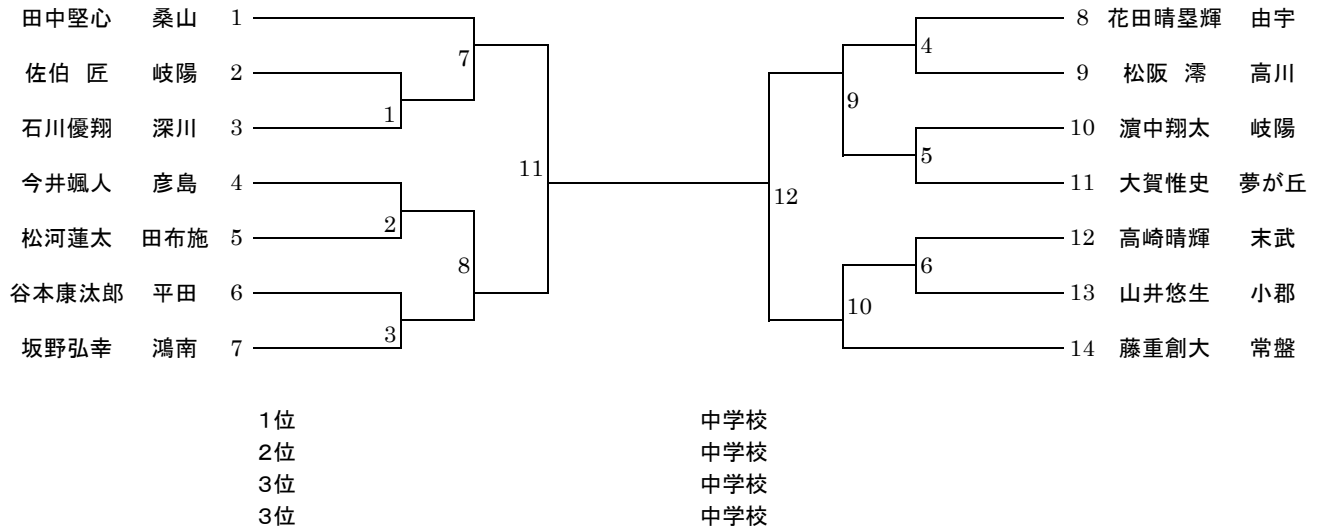 田中堅心 桑山 1
佐伯 匠 岐陽 2
石川優翔 深川 3
今井颯人 彦島 4
松河蓮太 田布施 5
谷本康汰郎 平田 6
坂野弘幸 鴻南 7
7
1
2
8
3
11
12
4
9
5
6
10
8 花田晴塁輝 由宇
9 松阪 澪 高川
10 濵中翔太 岐陽
11 大賀惟史 夢が丘
12 高崎晴輝 末武
13 山井悠生 小郡
14 藤重創大 常盤
1位 中学校
2位 中学校
3位 中学校
3位 中学校